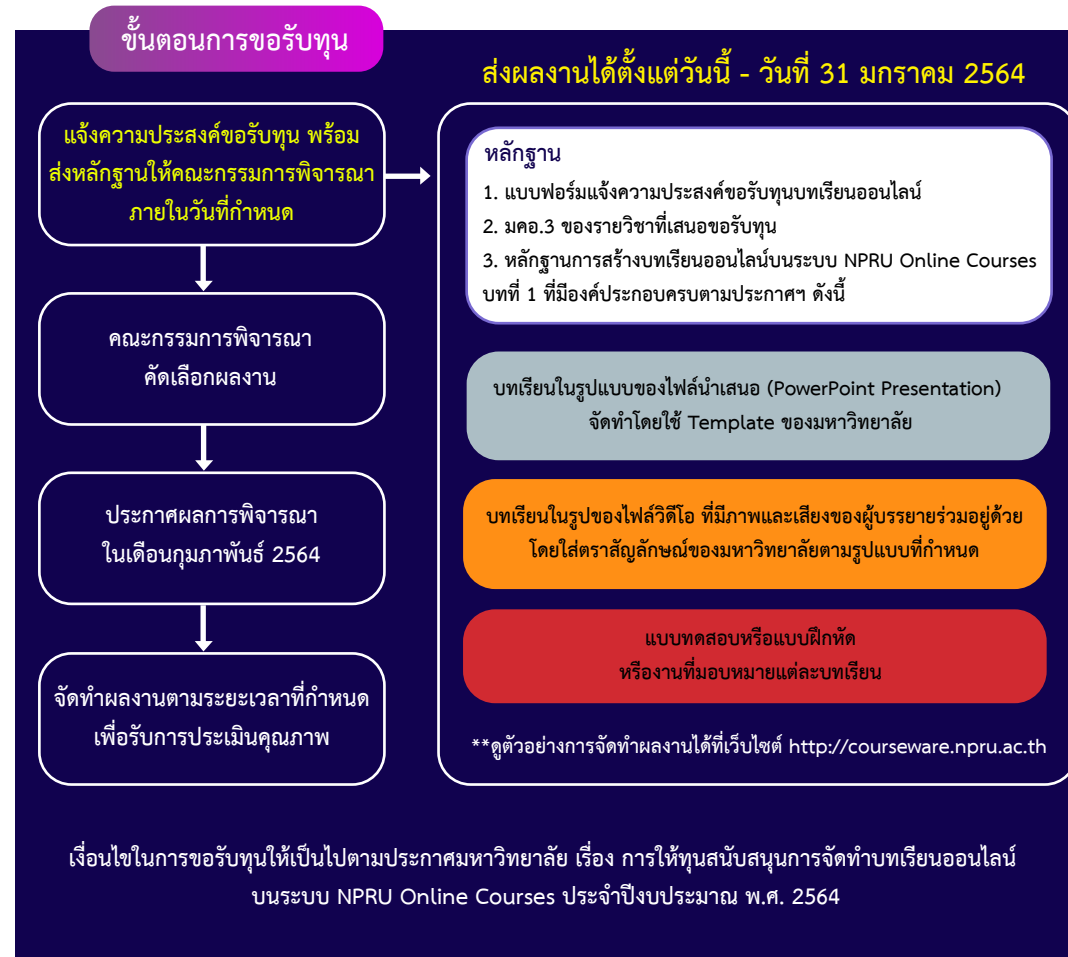 ขั้นตอนการขอรับทุน
แจ้งความประสงค์ขอรับทุน พร้อม
ส่งหลักฐานให้คณะกรรมการพิจารณา
ภายในวันที่กำหนด
คณะกรรมการพิจารณา
คัดเลือกผลงาน
ประกาศผลการพิจารณา
ในเดือนกุมภาพันธ์ 2564
จัดทำผลงานตามระยะเวลาที่กำหนด
เพื่อรับการประเมินคุณภาพ
ส่งผลงานได้ตั้งแต่วันนี้ - วันที่ 31 มกราคม 2564
หลักฐาน
1. แบบฟอร์มแจ้งความประสงค์ขอรับทุนบทเรียนออนไลน์
2. มคอ.3 ของรายวิชาที่เสนอขอรับทุน
3. หลักฐานการสร้างบทเรียนออนไลน์บนระบบ NPRU Online Courses
บทที่ 1 ที่มีองค์ประกอบครบตามประกาศฯ ดังนี้
บทเรียนในรูปแบบของไฟล์นำเสนอ (PowerPoint Presentation)
จัดทำโดยใช้ Template ของมหาวิทยาลัย
บทเรียนในรูปของไฟล์วิดีโอ ที่มีภาพและเสียงของผู้บรรยายร่วมอยู่ด้วย
โดยใส่ตราสัญลักษณ์ของมหาวิทยาลัยตามรูปแบบที่กำหนด
แบบทดสอบหรือแบบฝึกหัด
หรืองานที่มอบหมายแต่ละบทเรียน
**ดูตัวอย่างการจัดทำผลงานได้ที่เว็บไซต์ http://courseware.npru.ac.th
เงื่อนไขในการขอรับทุนให้เป็นไปตามประกาศมหาวิทยาลัย เรื่อง การให้ทุนสนับสนุนการจัดทำบทเรียนออนไลน์
บนระบบ NPRU Online Courses ประจำปีงบประมาณ พ.ศ. 2564